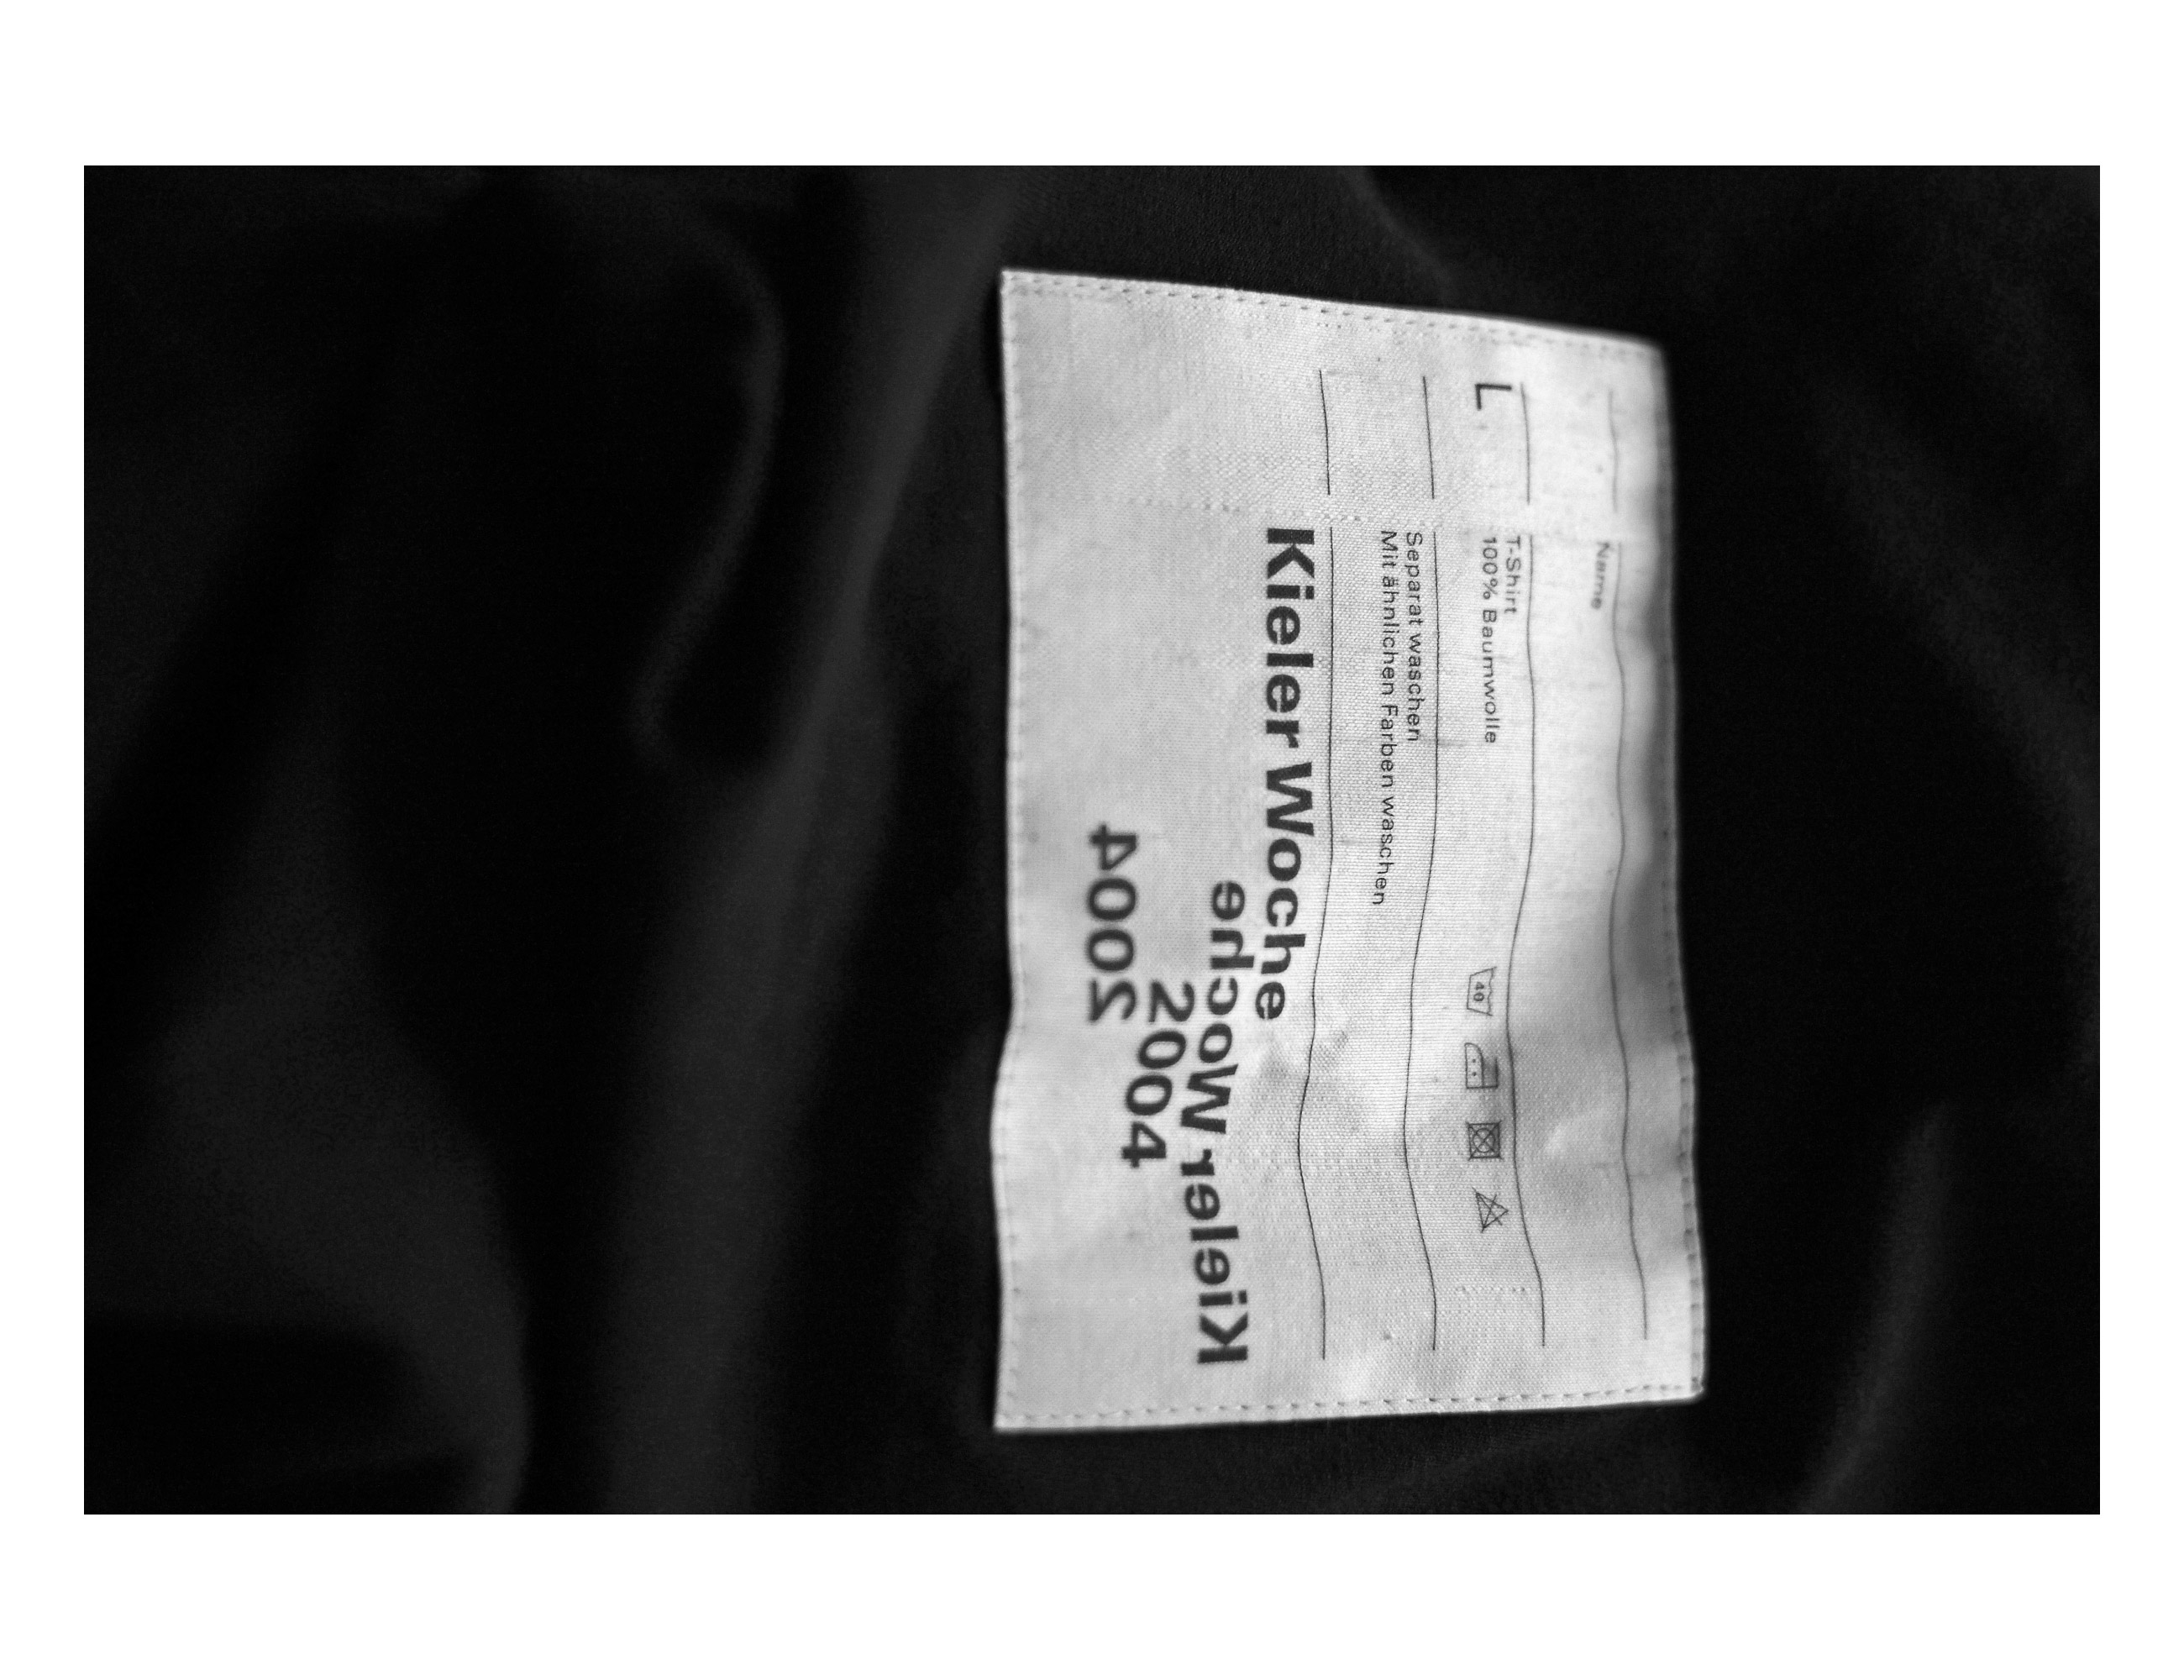 Name
L
T-Shirt
100% Baumwolle
40
Separat waschen
Mit ähnlichen Farben waschen
Kieler Woche
Kieler Woche
2004
2004